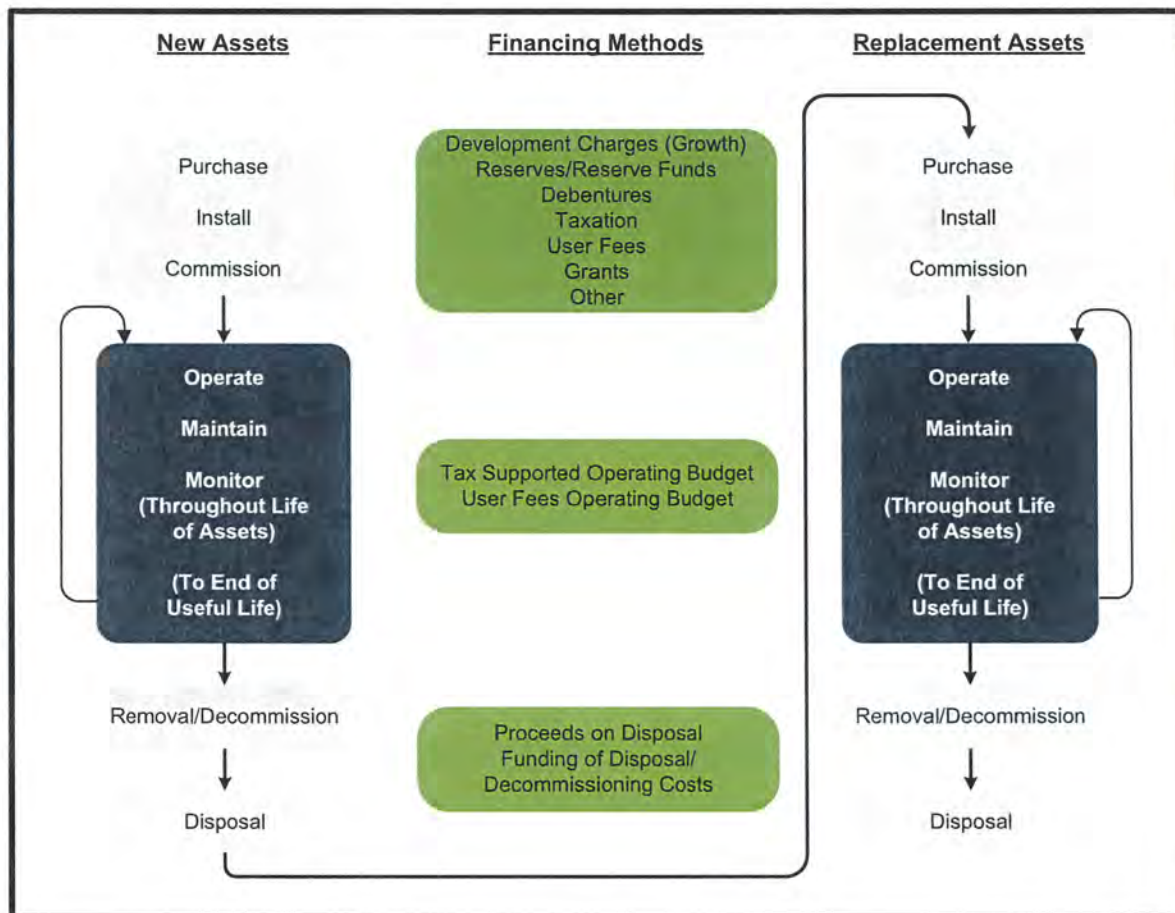 New Assets
Financing Methods
Replacement Assets
Purchase
Install
Commission
Operate
Maintain
Monitor
(Throughout Life
of Assets)
(To End of
Useful Life)
Removal/Decommission
Disposal
Development Charges (Growth)
Reserves/Reserve Funds
Debentures
Taxation
User Fees
Grants
Other
Tax Supported Operating Budget
User Fees Operating Budget
Proceeds on Disposal
Funding of Disposal/
Decommissioning Costs
Purchase
Install
Commission
Operate
Maintain
Monitor
(Throughout Life
of Assets)
(To End of
Useful Life)
Removal/Decommission
Disposal